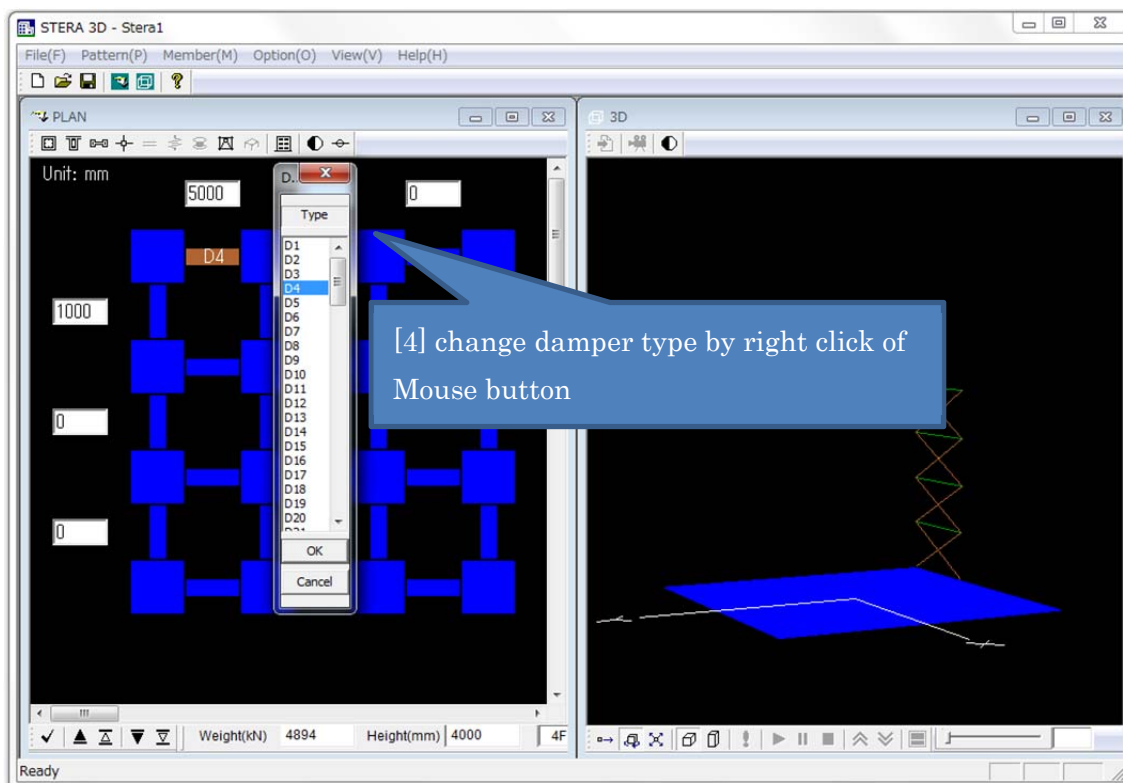 STERA 3D - Stera1
File(F) Pattern(P) Member(M) Option(O) View(V) Help(H)
PLAN
3D
Unit: mm
5000
0
D..
Type
D4
D1
D2
D3
D4
D5
D6
D7
D8
D9
D10
D11
D12
D13
D14
D15
D16
D17
D18
D19
D20
1000
0
0
[4] change damper type by right click of
Mouse button
OK
Cancel
Weight(kN) 4894 Height(mm) 4000 4F
Ready